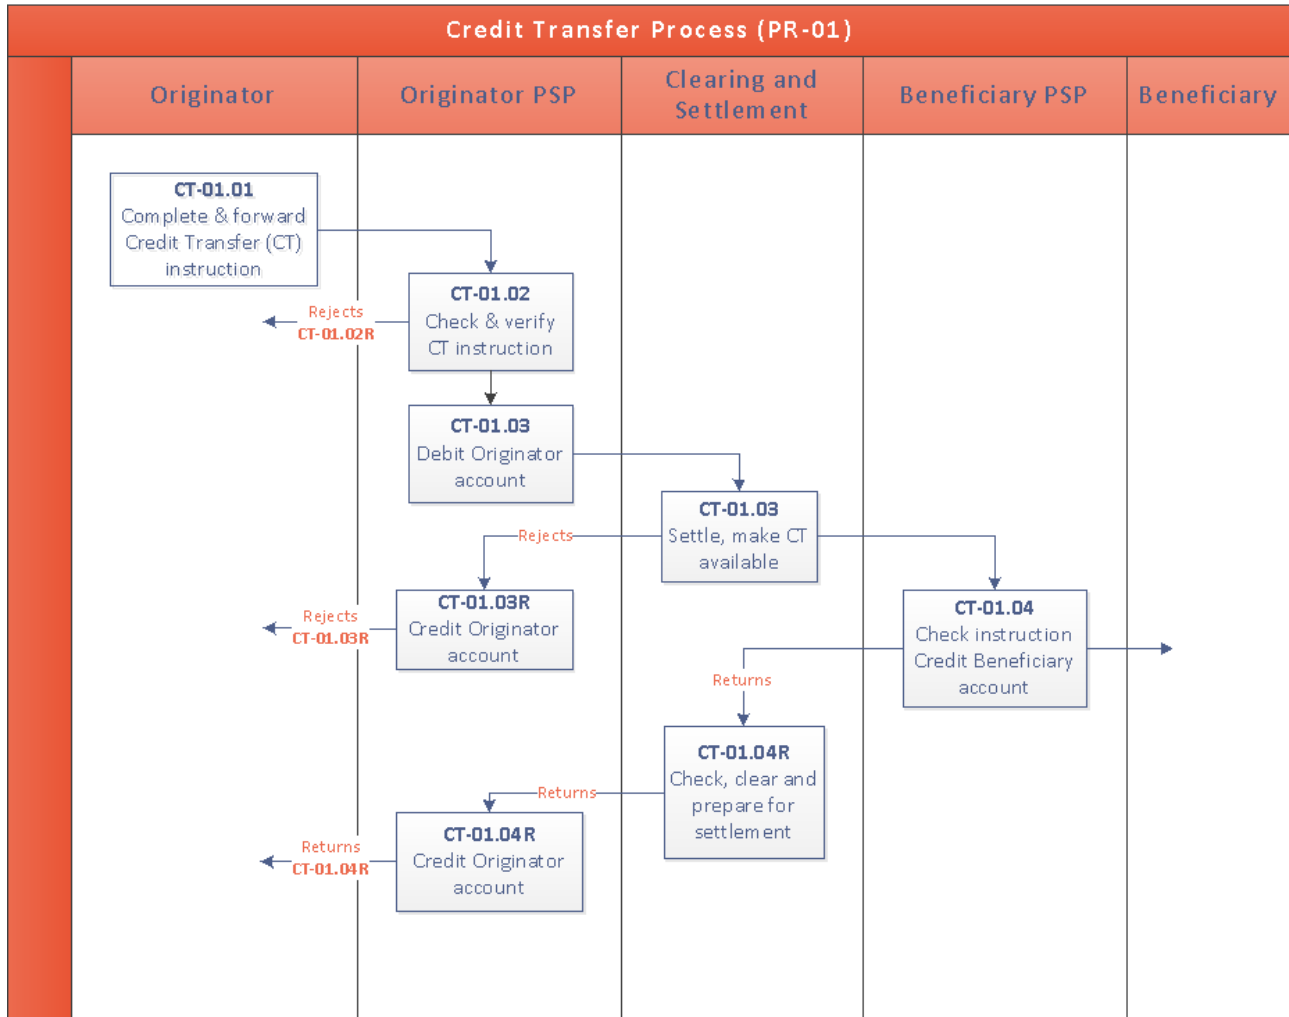 Credit Transfer Process (PR-01)
Originator
Originator PSP
Clearing and
Settlement
Beneficiary PSP
Beneficiary
CT-01.01
Complete & forward
Credit Transfer (CT)
instruction
CT-01.02
Check & verify
CT instruction
Rejects
CT-01.02R
CT-01.03
Debit Originator
account
CT-01.03
Settle, make CT
available
Rejects
CT-01.03R
Credit Originator
account
Rejects
CT-01.03R
CT-01.04
Check instruction
Credit Beneficiary
account
Returns
CT-01.04R
Check, clear and
prepare for
settlement
Returns
CT-01.04R
Credit Originator
account
Returns
CT-01.04R